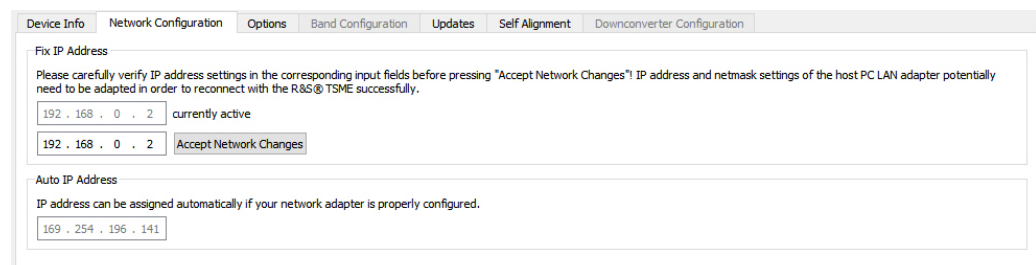 Device Info Network Configuration Options Band Configuration Updates Self Alignment Downconverter Configuration
Fix IP Address
Please carefully verify IP address settings in the corresponding input fields before pressing "Accept Network Changes"! IP address and netmask settings of the host PC LAN adapter potentially
need to be adapted in order to reconnect with the R&S® TSME successfully.
192 . 168 . 0 . 2 currently active
192 . 168 . 0 . 2 Accept Network Changes
Auto IP Address
IP address can be assigned automatically if your network adapter is properly configured.
169 . 254 . 196 . 141